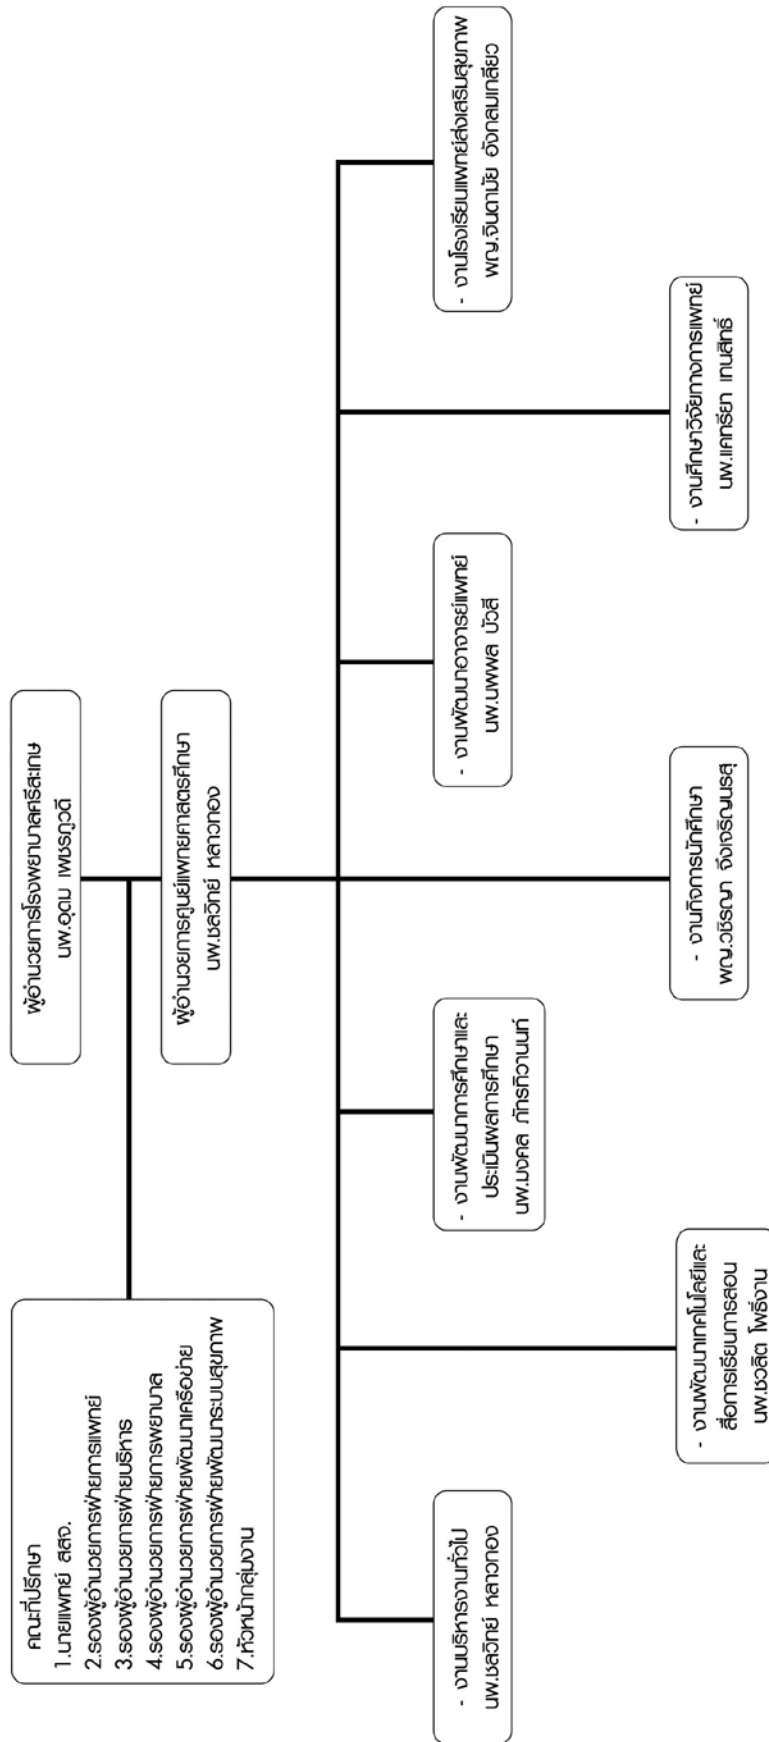 ผู้อำนวยการโรงพยาบาลศรีสะเกษ
นพ.อุดม เพชรภูวดี
คณะที่ปรึกษา
1.นายแพทย์ สสจ.
2.รองผู้อำนวยการฝ่ายการแพทย์
3.รองผู้อำนวยการฝ่ายบริหาร
4.รองผู้อำนวยการฝ่ายการพยาบาล
5.รองผู้อำนวยการฝ่ายพัฒนาเครือข่าย
6.รองผู้อำนวยการฝ่ายพัฒนาระบบสุขภาพ
7.หัวหน้ากลุ่มงาน
ผู้อำนวยการศูนย์แพทยศาสตรศึกษา
นพ.ชลวิทย์ หลาวทอง
- งานบริหารงานทั่วไป
นพ.ชลวิทย์ หลาวทอง
- งานพัฒนาการศึกษาและ
ประเมินผลการศึกษา
นพ.มงคล ภัทรทิวานนท์
- งานพัฒนาอาจารย์แพทย์
นพ.นพพล บัวสี
- งานโรงเรียนแพทย์ส่งเสริมสุขภาพ
พญ.จินตามัย อังกลมเกลียว
- งานพัฒนาเทคโนโลยีและ
สื่อการเรียนการสอน
นพ.ชวลิต โพธิ์งาม
- งานกิจการนักศึกษา
พญ.วชิรญา จึงเจริญนรสุ
- งานศึกษาวิจัยทางการแพทย์
นพ.แคทรียา เทนสิทธิ์